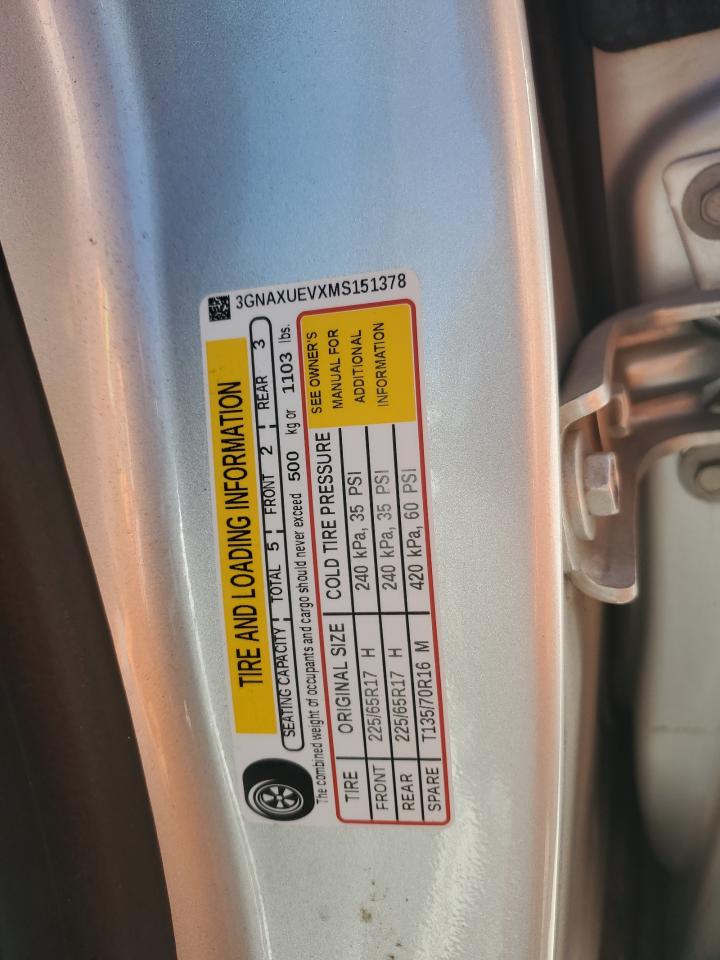 3GNAXUEVXMS151378
TIRE AND LOADING INFORMATION
SEATING CAPACITY TOTAL 5 FRONT 2 REAR 3
The combined weight of occupants and cargo should never exceed 500 kg or 1103 lbs.
TIRE ORIGINAL SIZE COLD TIRE PRESSURE
FRONT 225/65R17 H 240 kPa, 35 PSI
REAR 225/65R17 H 240 kPa, 35 PSI
SPARE T135/70R16 M 420 kPa, 60 PSI
SEE OWNER'S
MANUAL FOR
ADDITIONAL
INFORMATION